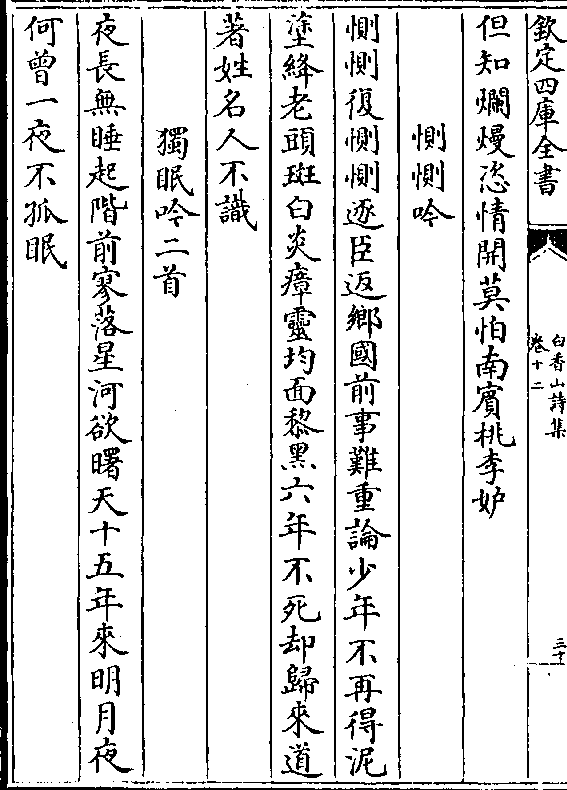 欽定四庫全書
白香山詩集
卷十二
三十
但知爛熳恣情開莫怕南賓桃李妒
惻惻吟
惻惻復惻惻逐臣返鄉國前事難重論少年不再得泥
塗絳老頭斑白炎瘴靈均面黎黑六年不死却歸來道
著姓名人不識
獨眠吟二首
夜長無睡起階前寥落星河欲曙天十五年來明月夜
何曾一夜不孤眠